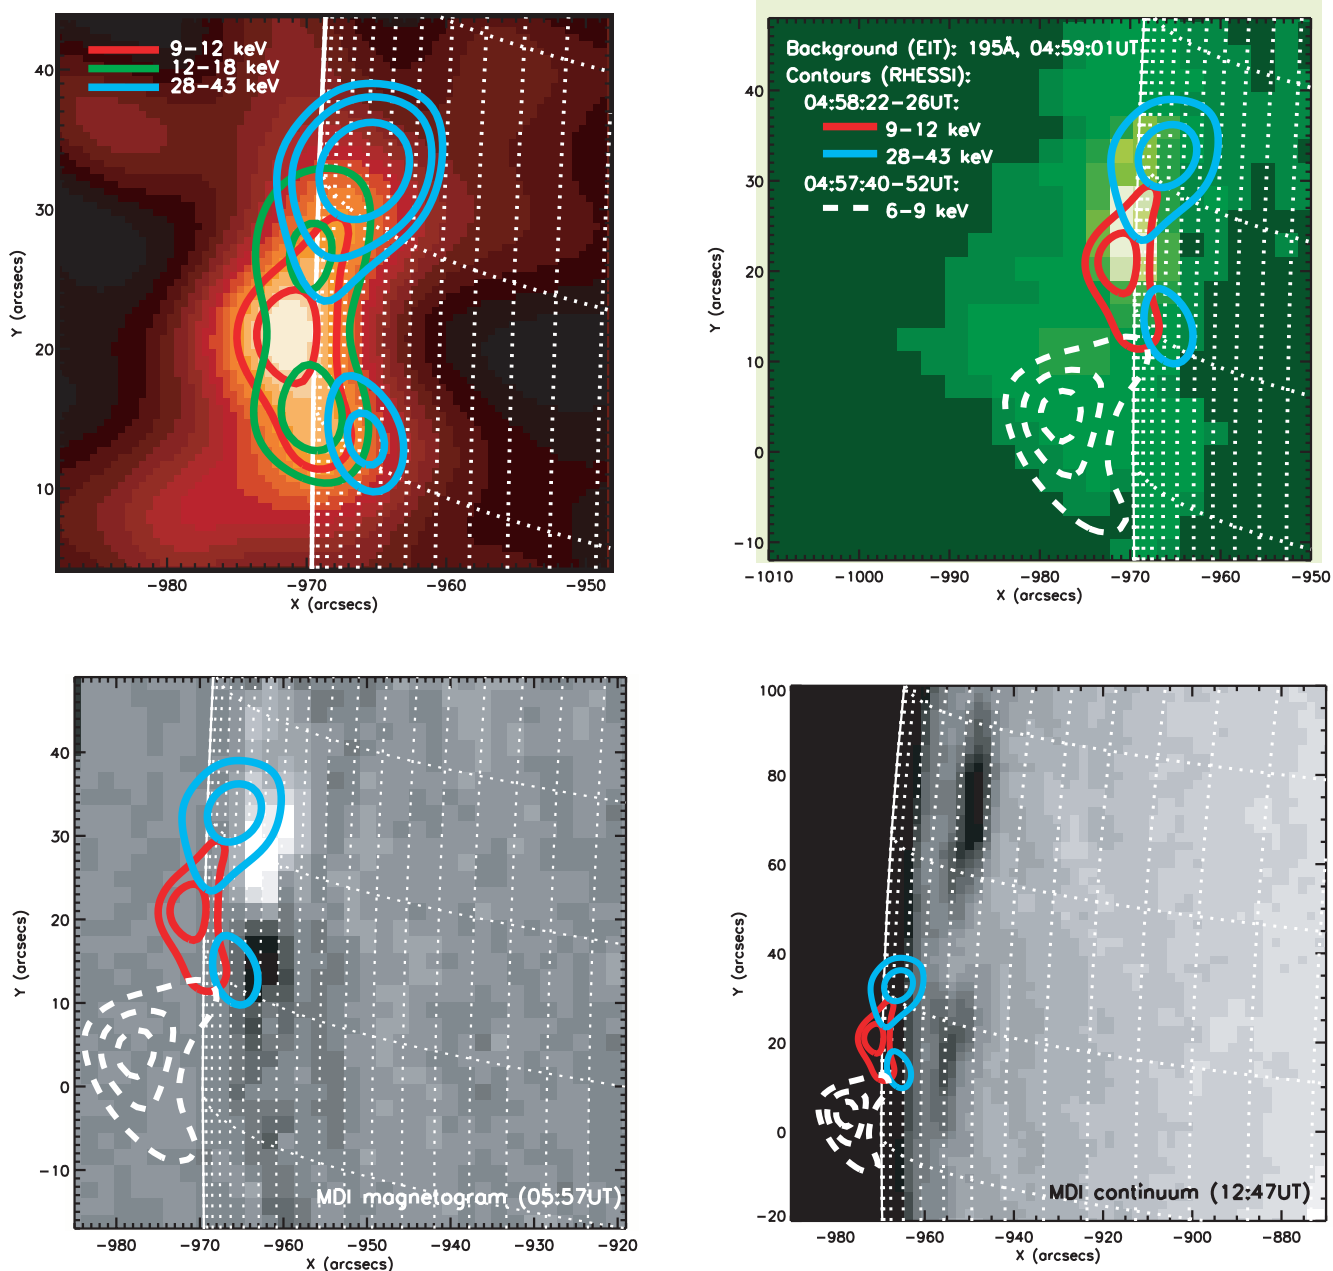 9-12 keV
12-18 keV
28-43 keV
40
30
20
10
Y (arcsecs)
-980
-970
-960
-950
X (arcsecs)
Background (EIT): 195Å, 04:59:01UT
Contours (RHESSI):
04:58:22-26UT:
9-12 keV
28-43 keV
04:57:40-52UT:
6-9 keV
40
30
20
10
0
-10
Y (arcsecs)
-1010
-1000
-990
-980
-970
-960
-950
X (arcsecs)
40
30
20
10
0
-10
Y (arcsecs)
MDI magnetogram (05:57UT)
-980
-970
-960
-950
-940
-930
-920
X (arcsecs)
100
80
60
40
20
0
-20
Y (arcsecs)
MDI continuum (12:47UT)
-980
-960
-940
-920
-900
-880
X (arcsecs)